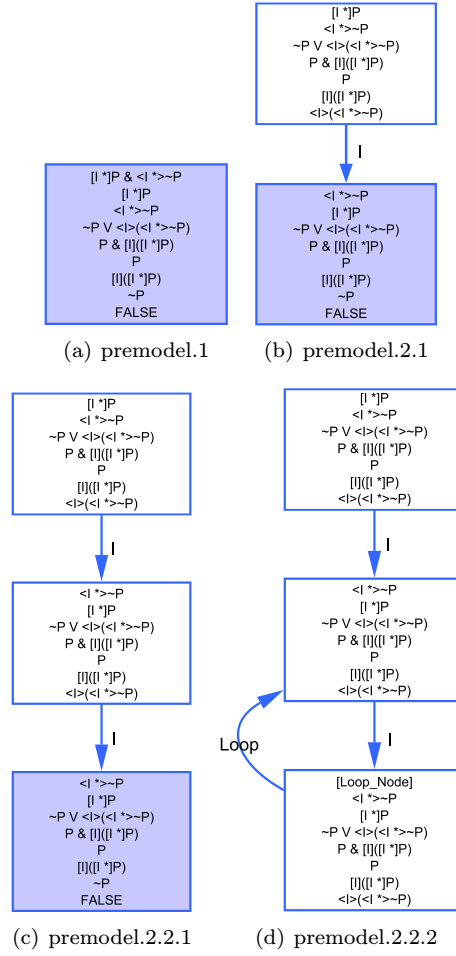 [I *]P & <I *>~P
[I *]P
<I *>~P
~P V <I>(<I *>~P)
P & [I]([I *]P)
P
[I]([I *]P)
~P
FALSE
(a) premodel.1
[I *]P
<I *>~P
~P V <I>(<I *>~P)
P & [I]([I *]P)
P
[I]([I *]P)
<I>(<I *>~P)
I
<I *>~P
[I *]P
~P V <I>(<I *>~P)
P & [I]([I *]P)
P
[I]([I *]P)
~P
FALSE
(b) premodel.2.1
[I *]P
<I *>~P
~P V <I>(<I *>~P)
P & [I]([I *]P)
P
[I]([I *]P)
<I>(<I *>~P)
I
<I *>~P
[I *]P
~P V <I>(<I *>~P)
P & [I]([I *]P)
P
[I]([I *]P)
<I>(<I *>~P)
I
<I *>~P
[I *]P
~P V <I>(<I *>~P)
P & [I]([I *]P)
P
[I]([I *]P)
~P
FALSE
(c) premodel.2.2.1
[I *]P
<I *>~P
~P V <I>(<I *>~P)
P & [I]([I *]P)
P
[I]([I *]P)
<I>(<I *>~P)
I
<I *>~P
[I *]P
~P V <I>(<I *>~P)
P & [I]([I *]P)
P
[I]([I *]P)
<I>(<I *>~P)
Loop
I
[Loop_Node]
<I *>~P
[I *]P
~P V <I>(<I *>~P)
P & [I]([I *]P)
P
[I]([I *]P)
<I>(<I *>~P)
(d) premodel.2.2.2